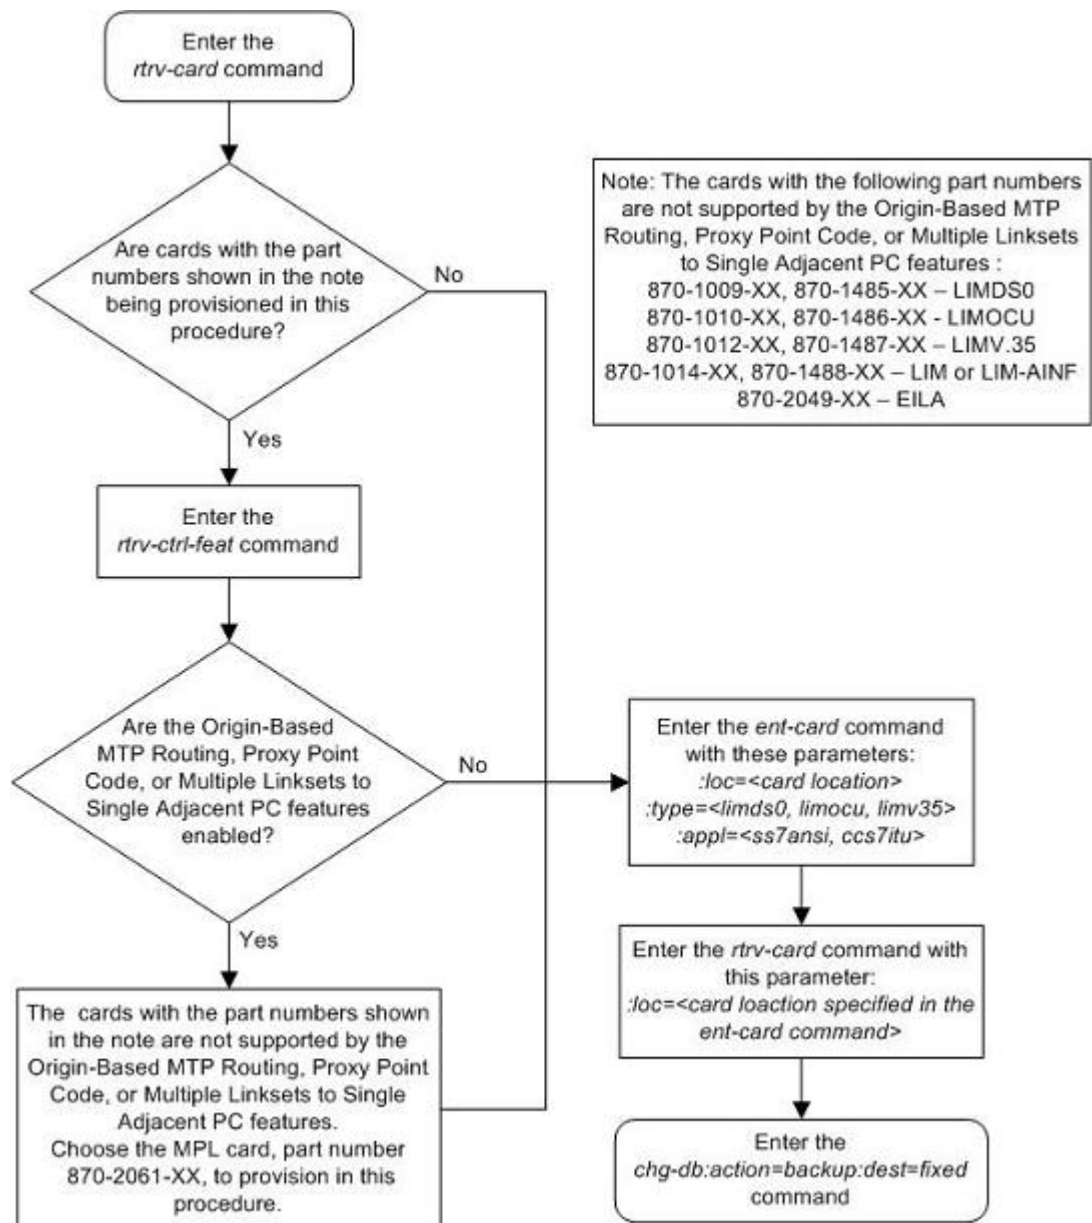 Enter the
rtrv-card command
Are cards with the part
numbers shown in the note
being provisioned in this
procedure?
No
Yes
Note: The cards with the following part numbers
are not supported by the Origin-Based MTP
Routing, Proxy Point Code, or Multiple Linksets
to Single Adjacent PC features :
870-1009-XX, 870-1485-XX – LIMDS0
870-1010-XX, 870-1486-XX - LIMOCU
870-1012-XX, 870-1487-XX – LIMV.35
870-1014-XX, 870-1488-XX – LIM or LIM-AINF
870-2049-XX – EILA
Enter the
rtrv-ctrl-feat command
Are the Origin-Based
MTP Routing, Proxy Point
Code, or Multiple Linksets to
Single Adjacent PC features
enabled?
No
Yes
The cards with the part numbers shown
in the note are not supported by the
Origin-Based MTP Routing, Proxy Point
Code, or Multiple Linksets to Single
Adjacent PC features.
Choose the MPL card, part number
870-2061-XX, to provision in this
procedure.
Enter the ent-card command
with these parameters:
:loc=<card location>
:type=<limds0, limocu, limv35>
:appl=<ss7ansi, ccs7itu>
Enter the rtrv-card command with
this parameter:
:loc=<card loaction specified in the
ent-card command>
Enter the
chg-db:action=backup:dest=fixed
command